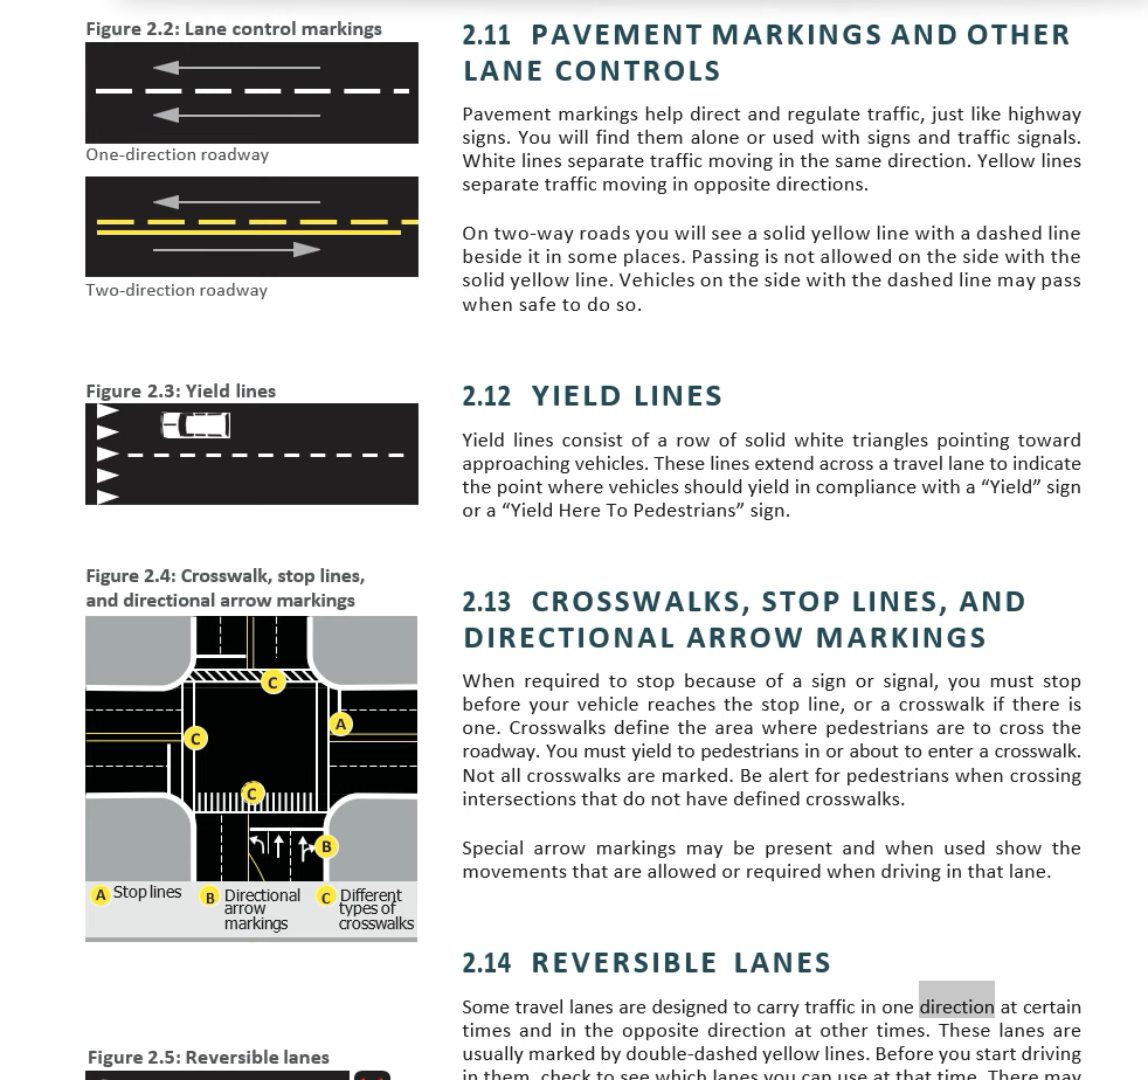 Figure 2.2: Lane control markings
One-direction roadway
Two-direction roadway
2.11 PAVEMENT MARKINGS AND OTHER
LANE CONTROLS
Pavement markings help direct and regulate traffic, just like highway
signs. You will find them alone or used with signs and traffic signals.
White lines separate traffic moving in the same direction. Yellow lines
separate traffic moving in opposite directions.
On two-way roads you will see a solid yellow line with a dashed line
beside it in some places. Passing is not allowed on the side with the
solid yellow line. Vehicles on the side with the dashed line may pass
when safe to do so.
Figure 2.3: Yield lines
2.12 YIELD LINES
Yield lines consist of a row of solid white triangles pointing toward
approaching vehicles. These lines extend across a travel lane to indicate
the point where vehicles should yield in compliance with a “Yield” sign
or a “Yield Here To Pedestrians” sign.
Figure 2.4: Crosswalk, stop lines,
and directional arrow markings
C
A
C
C
B
A Stop lines
B Directional
arrow
markings
C Different
types of
crosswalks
2.13 CROSSWALKS, STOP LINES, AND
DIRECTIONAL ARROW MARKINGS
When required to stop because of a sign or signal, you must stop
before your vehicle reaches the stop line, or a crosswalk if there is
one. Crosswalks define the area where pedestrians are to cross the
roadway. You must yield to pedestrians in or about to enter a crosswalk.
Not all crosswalks are marked. Be alert for pedestrians when crossing
intersections that do not have defined crosswalks.
Special arrow markings may be present and when used show the
movements that are allowed or required when driving in that lane.
2.14 REVERSIBLE LANES
Some travel lanes are designed to carry traffic in one direction at certain
times and in the opposite direction at other times. These lanes are
usually marked by double-dashed yellow lines. Before you start driving
in them, check to see which lanes you can use at that time. There may
Figure 2.5: Reversible lanes